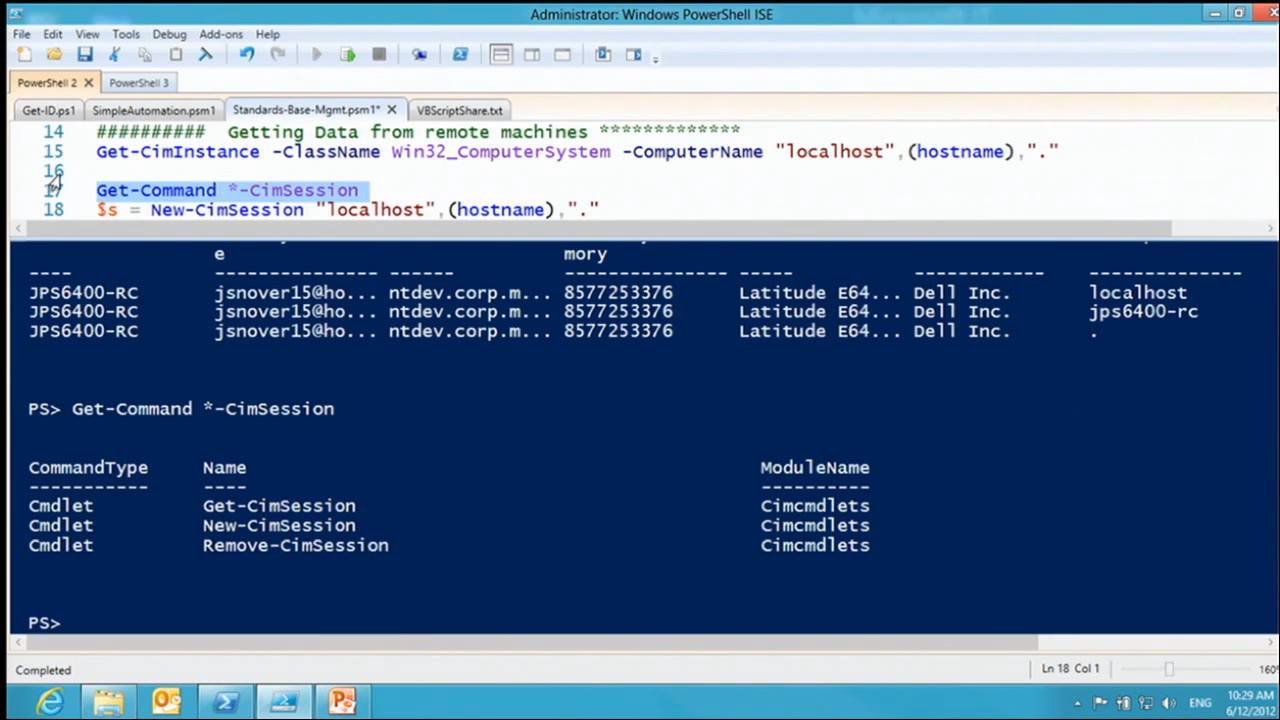 Administrator: Windows PowerShell ISE
File Edit View Tools Debug Add-ons Help
PowerShell 2 PowerShell 3
Get-ID.ps1 SimpleAutomation.psm1 Standards-Base-Mgmt.psm1* VBScriptShare.txt
14 ########## Getting Data from remote machines *************
15 Get-CimInstance -ClassName Win32_ComputerSystem -ComputerName "localhost",(hostname),"."
16
17 Get-Command *-CimSession
18 $s = New-CimSession "localhost",(hostname),"."
e mory
---- --------------- ------ --------------- ----- ------------ --------------
JPS6400-RC jsnover15@ho... ntdev.corp.m... 8577253376 Latitude E64... Dell Inc. localhost
JPS6400-RC jsnover15@ho... ntdev.corp.m... 8577253376 Latitude E64... Dell Inc. jps6400-rc
JPS6400-RC jsnover15@ho... ntdev.corp.m... 8577253376 Latitude E64... Dell Inc. .
PS> Get-Command *-CimSession
CommandType Name ModuleName
----------- ---- ----------
Cmdlet Get-CimSession Cimcmdlets
Cmdlet New-CimSession Cimcmdlets
Cmdlet Remove-CimSession Cimcmdlets
PS>
Completed Ln 18 Col 1 160%
ENG 10:29 AM
6/12/2012